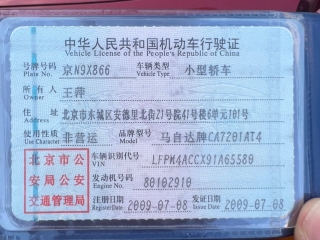 中华人民共和国机动车行驶证
Vehicle License of the People's Republic of China
号牌号码 京N9X866 车辆类型 小型轿车
Plate No. Vehicle Type
所有人 王萍
Owner
住址 北京市东城区安德里北街21号院41号楼6单元101号
Address
使用性质 非营运 品牌型号 马自达牌CA7201AT4
Use Character Model
北京市公安局公安交通管理局
车辆识别代号 LFPM4ACCX91A65580
VIN
发动机号码 80102910
Engine No.
注册日期 2009-07-08 发证日期 2009-07-08
Register Date Issue Date